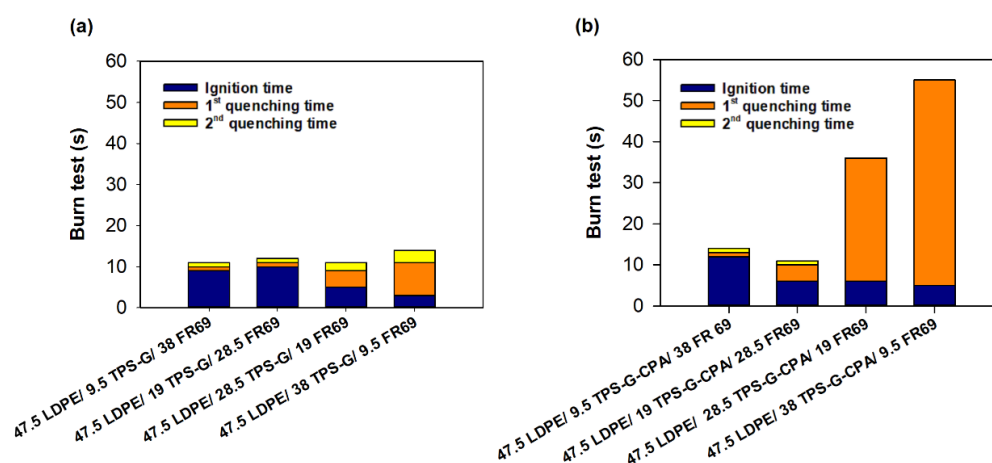 (a)
60
50
40
30
20
10
0
Burn test (s)
Ignition time
1st quenching time
2nd quenching time
47.5 LDPE/ 9.5 TPS-G/ 38 FR69
47.5 LDPE/ 19 TPS-G/ 28.5 FR69
47.5 LDPE/ 28.5 TPS-G/ 19 FR69
47.5 LDPE/ 38 TPS-G/ 9.5 FR69
(b)
60
50
40
30
20
10
0
Burn test (s)
Ignition time
1st quenching time
2nd quenching time
47.5 LDPE/ 9.5 TPS-G-CPA/ 38 FR 69
47.5 LDPE/ 19 TPS-G-CPA/ 28.5 FR69
47.5 LDPE/ 28.5 TPS-G-CPA/ 19 FR69
47.5 LDPE/ 38 TPS-G-CPA/ 9.5 FR69